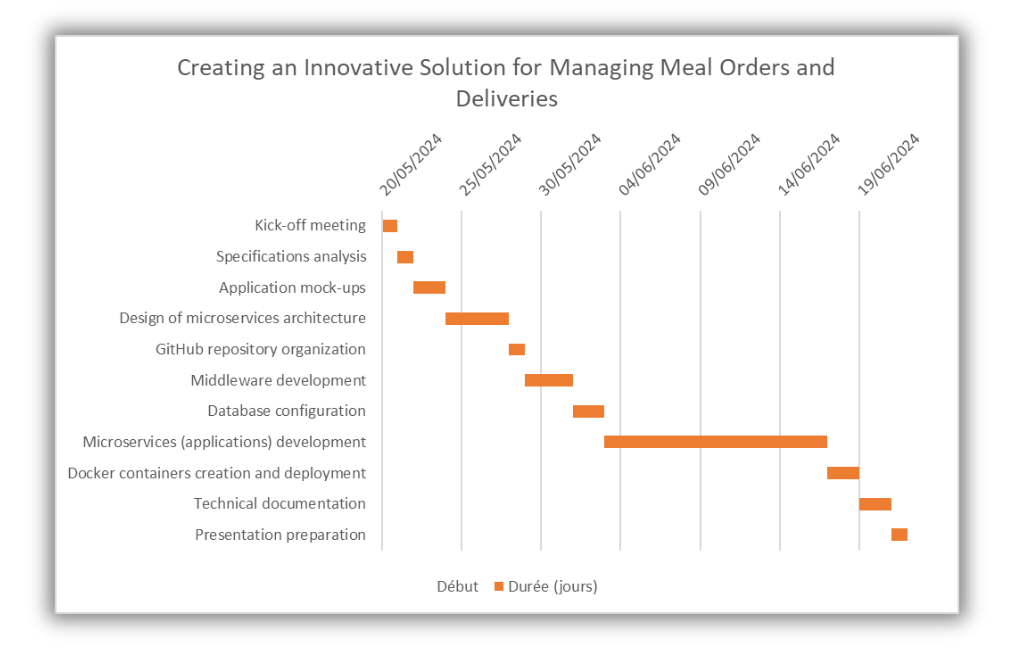 Creating an Innovative Solution for Managing Meal Orders and
Deliveries
20/05/2024
25/05/2024
30/05/2024
04/06/2024
09/06/2024
14/06/2024
19/06/2024
Kick-off meeting
Specifications analysis
Application mock-ups
Design of microservices architecture
GitHub repository organization
Middleware development
Database configuration
Microservices (applications) development
Docker containers creation and deployment
Technical documentation
Presentation preparation
Début Durée (jours)